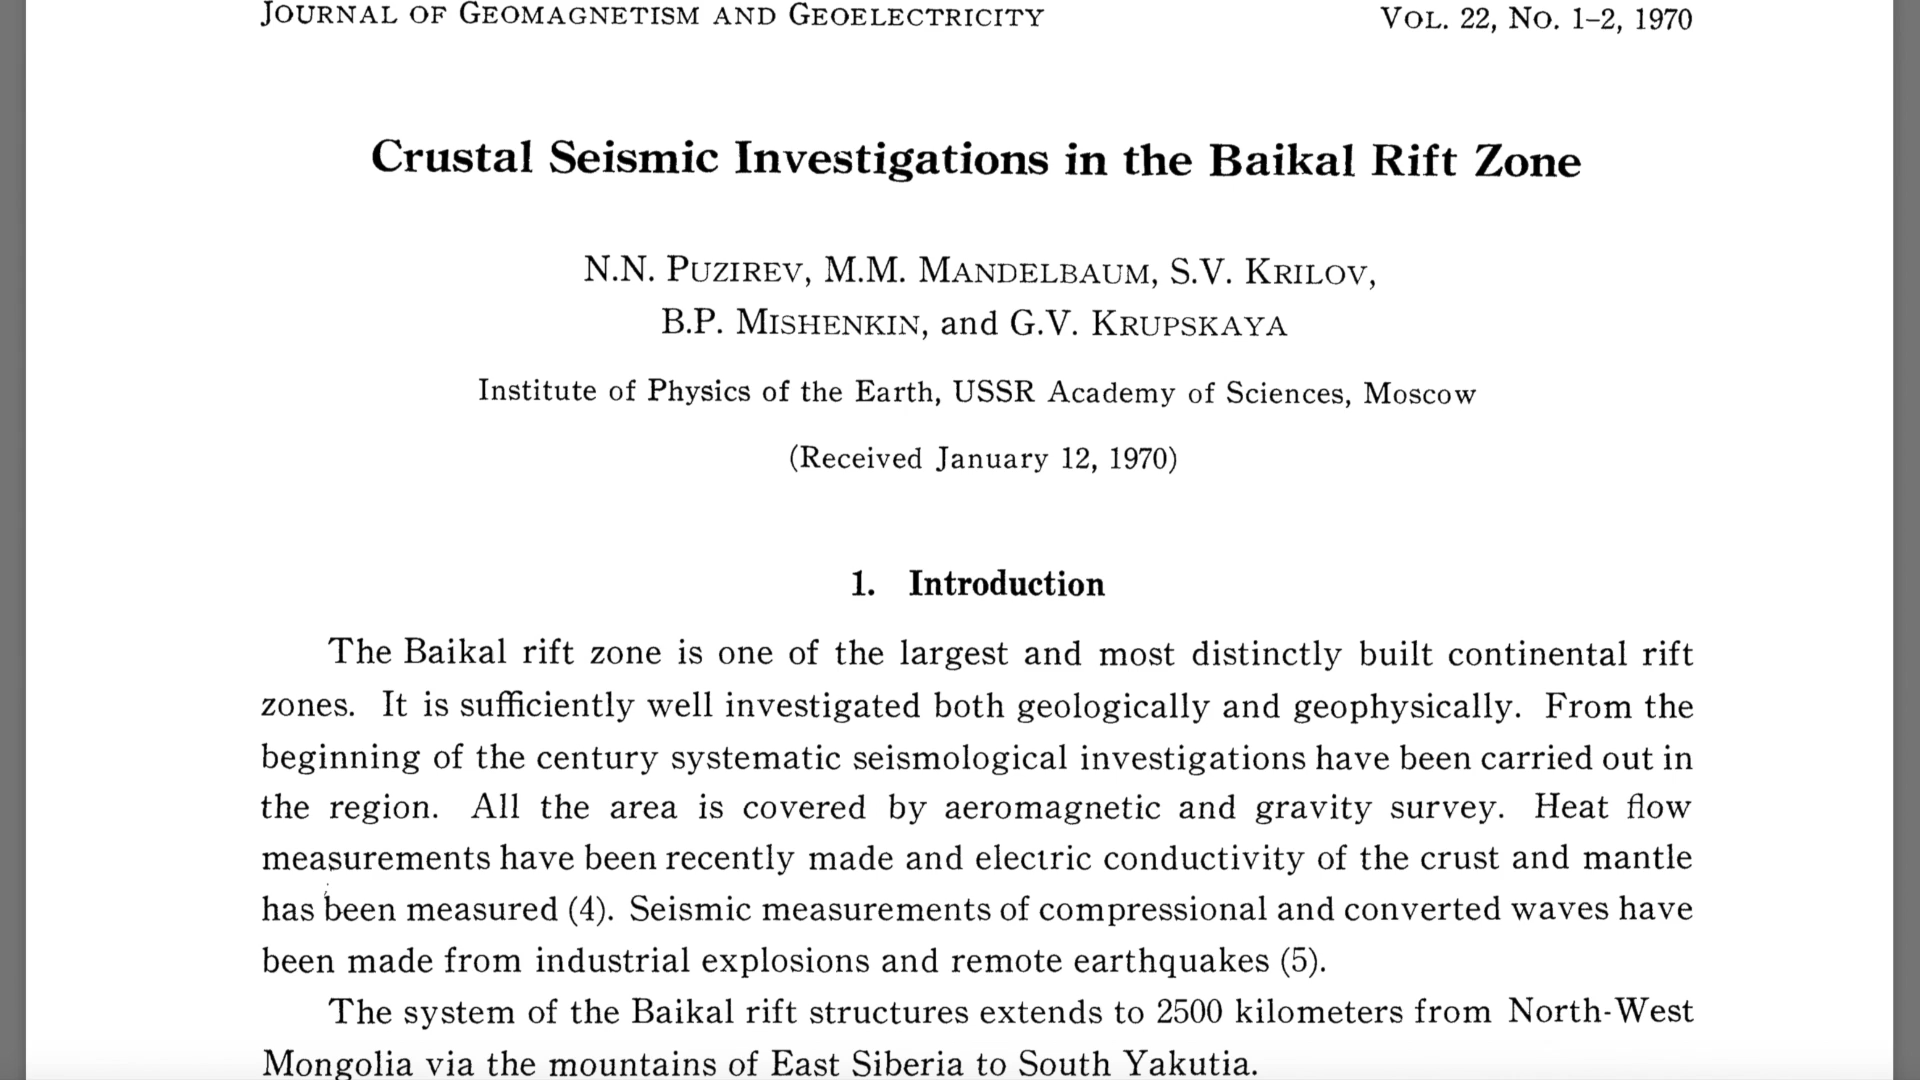 JOURNAL OF GEOMAGNETISM AND GEOELECTRICITY VOL. 22, NO. 1–2, 1970
Crustal Seismic Investigations in the Baikal Rift Zone
N.N. PUZIREV, M.M. MANDELBAUM, S.V. KRILOV,
B.P. MISHENKIN, and G.V. KRUPSKAYA
Institute of Physics of the Earth, USSR Academy of Sciences, Moscow
(Received January 12, 1970)
1. Introduction
The Baikal rift zone is one of the largest and most distinctly built continental rift
zones. It is sufficiently well investigated both geologically and geophysically. From the
beginning of the century systematic seismological investigations have been carried out in
the region. All the area is covered by aeromagnetic and gravity survey. Heat flow
measurements have been recently made and electric conductivity of the crust and mantle
has been measured (4). Seismic measurements of compressional and converted waves have
been made from industrial explosions and remote earthquakes (5).
The system of the Baikal rift structures extends to 2500 kilometers from North-West
Mongolia via the mountains of East Siberia to South Yakutia.